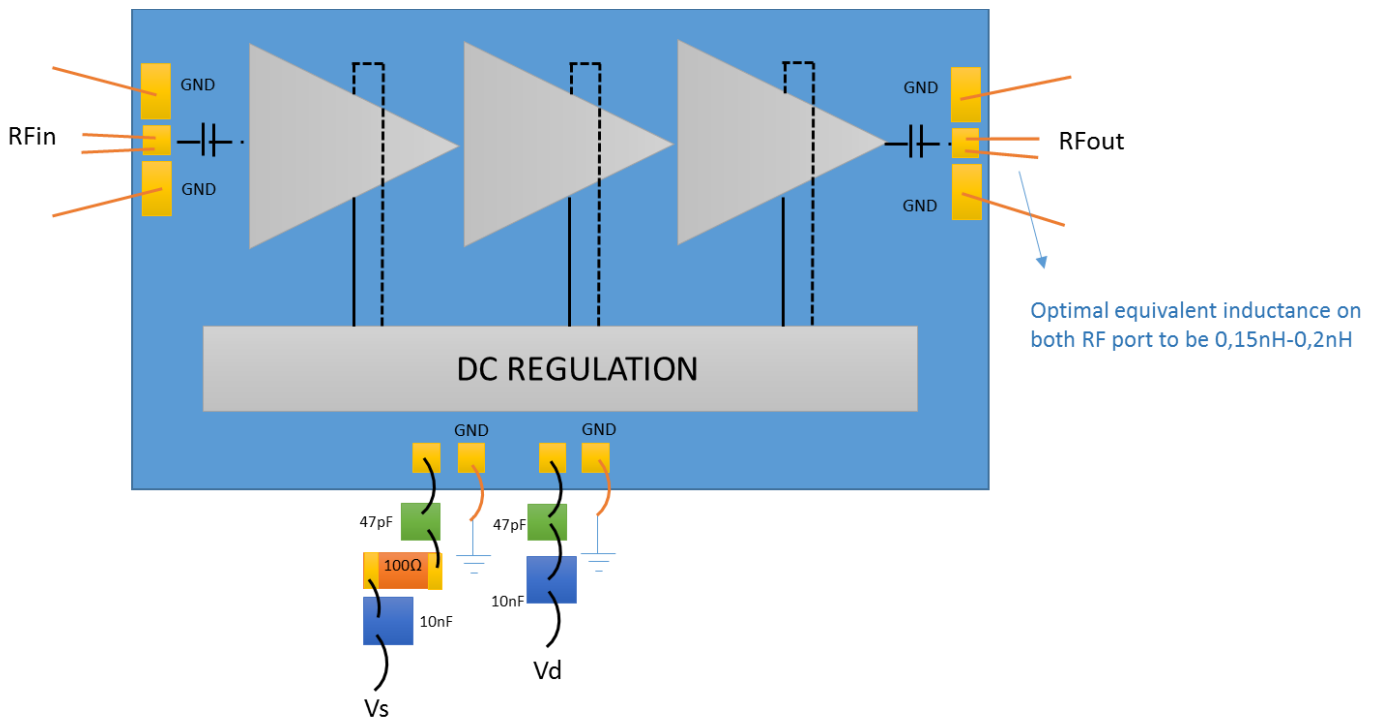 GND
GND
RFin
RFout
GND
GND
Optimal equivalent inductance on
both RF port to be 0,15nH-0,2nH
DC REGULATION
GND
GND
47pF
47pF
100Ω
10nF
10nF
Vd
Vs